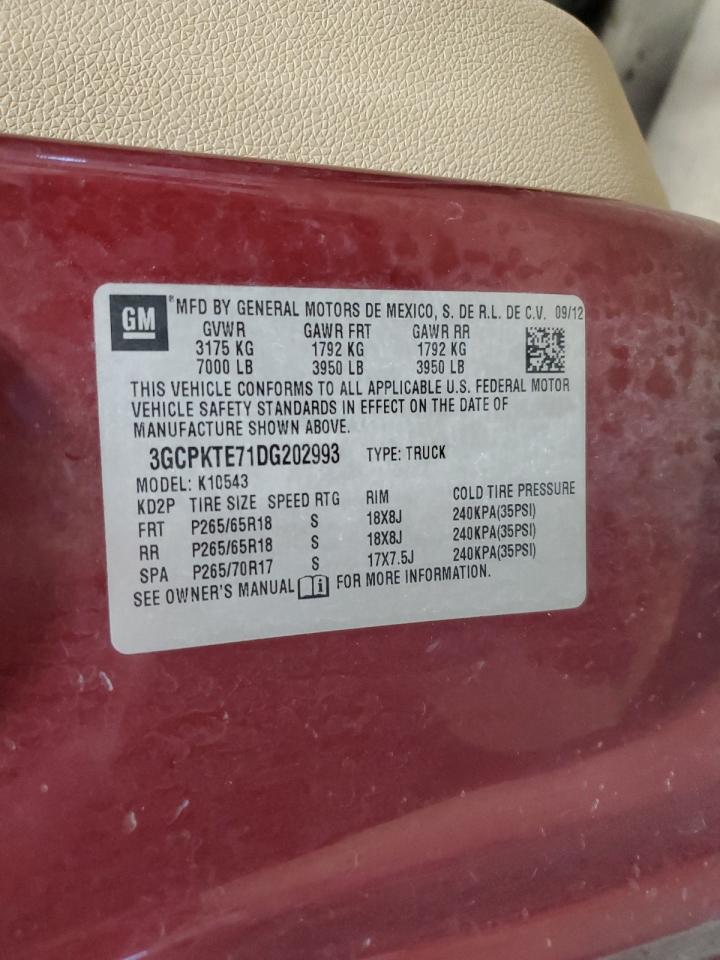 GM
*MFD BY GENERAL MOTORS DE MEXICO, S. DE R.L. DE C.V. 09/12
GVWR GAWR FRT GAWR RR
3175 KG 1792 KG 1792 KG
7000 LB 3950 LB 3950 LB
THIS VEHICLE CONFORMS TO ALL APPLICABLE U.S. FEDERAL MOTOR
VEHICLE SAFETY STANDARDS IN EFFECT ON THE DATE OF
MANUFACTURE SHOWN ABOVE.
3GCPKTE71DG202993 TYPE: TRUCK
MODEL: K10543
KD2P TIRE SIZE SPEED RTG RIM COLD TIRE PRESSURE
FRT P265/65R18 S 18X8J 240KPA(35PSI)
RR P265/65R18 S 18X8J 240KPA(35PSI)
SPA P265/70R17 S 17X7.5J 240KPA(35PSI)
SEE OWNER'S MANUAL i FOR MORE INFORMATION.